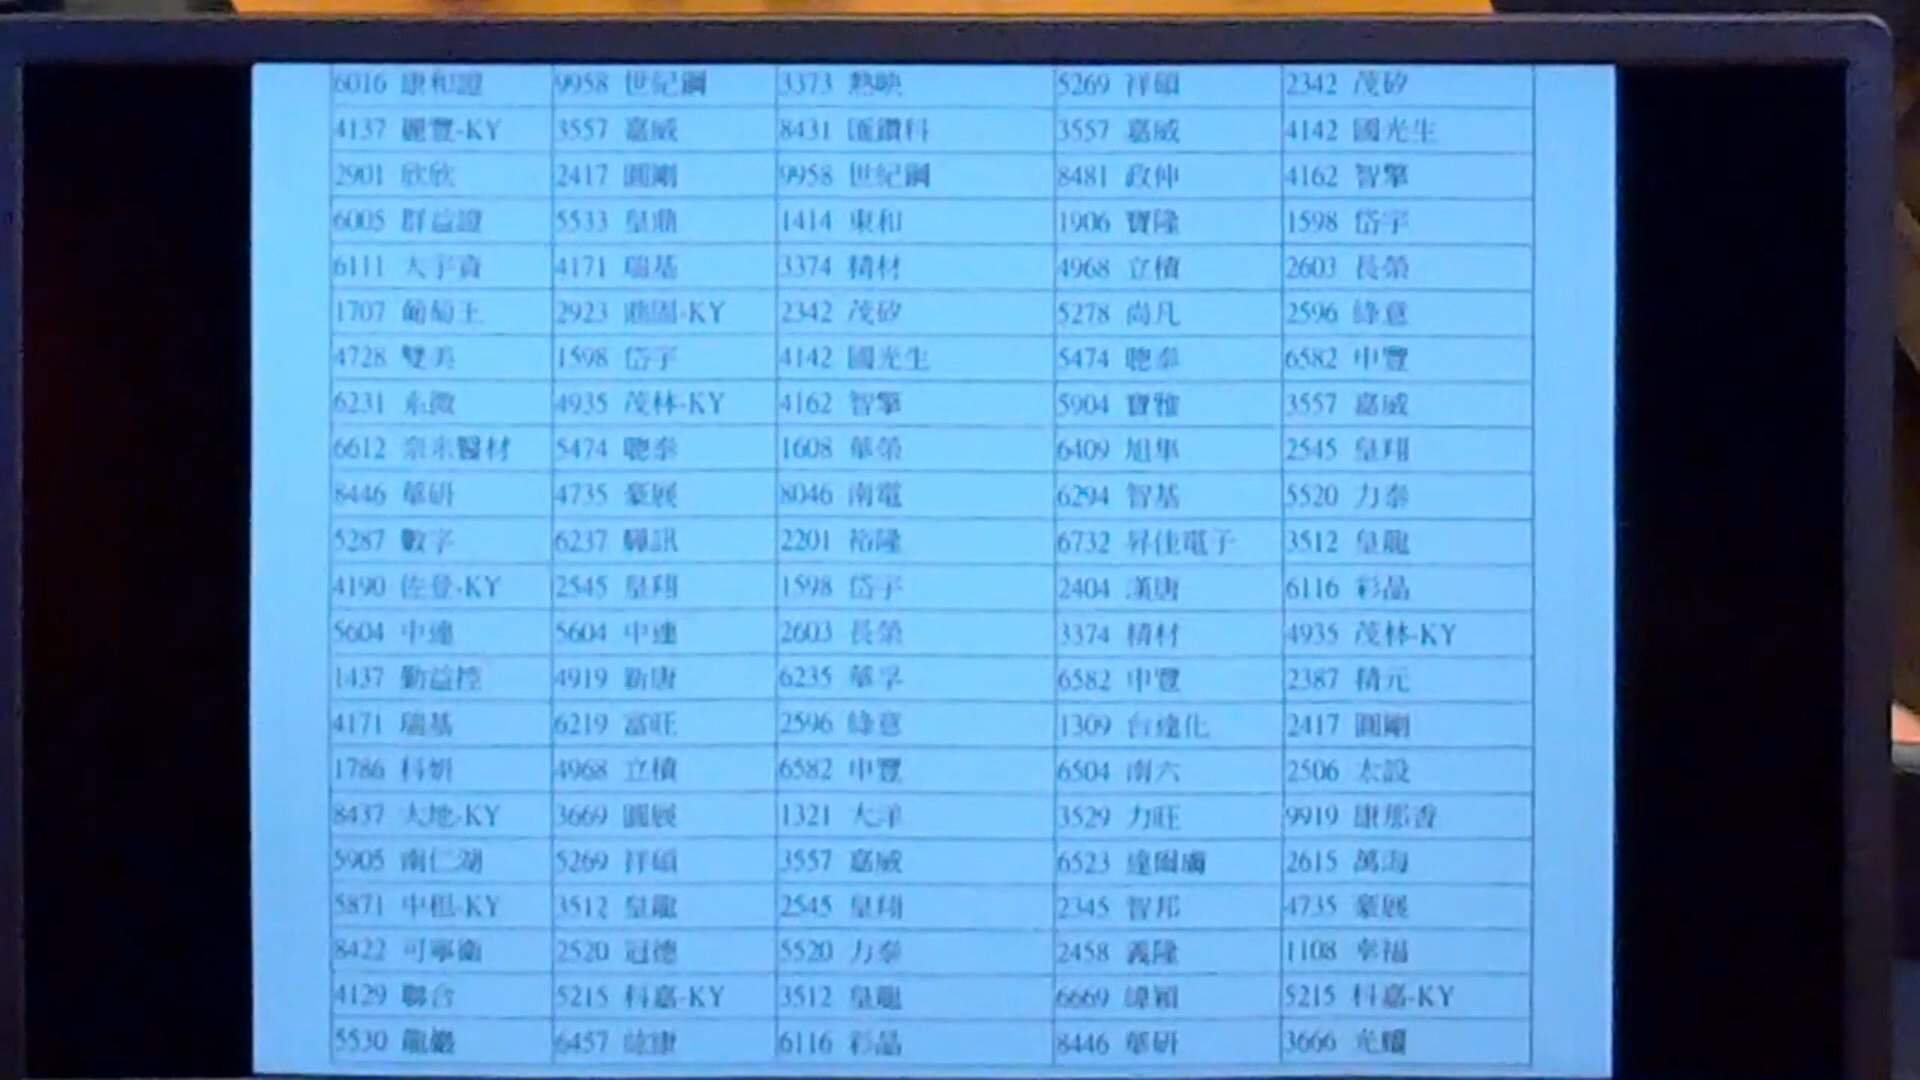 6016 康和證 9958 世紀鋼 3373 熱映 5269 祥碩 2342 茂矽
4137 麗豐-KY 3557 嘉威 8431 匯鑽科 3557 嘉威 4142 國光生
2901 欣欣 2417 圓剛 9958 世紀鋼 8481 政伸 4162 智擎
6005 群益證 5533 皇鼎 1414 東和 1906 寶隆 1598 岱宇
6111 大宇資 4171 瑞基 3374 精材 4968 立積 2603 長榮
1707 葡萄王 2923 鼎固-KY 2342 茂矽 5278 尚凡 2596 綠意
4728 雙美 1598 岱宇 4142 國光生 5474 聰泰 6582 申豐
6231 系微 4935 茂林-KY 4162 智擎 5904 寶雅 3557 嘉威
6612 奈米醫材 5474 聰泰 1608 華榮 6409 旭隼 2545 皇翔
8446 華研 4735 豪展 8046 南電 6294 智基 5520 力泰
5287 數字 6237 驊訊 2201 裕隆 6732 昇佳電子 3512 皇龍
4190 佐登-KY 2545 皇翔 1598 岱宇 2404 漢唐 6116 彩晶
5604 中連 5604 中連 2603 長榮 3374 精材 4935 茂林-KY
1437 勤益控 4919 新唐 6235 華孚 6582 申豐 2387 精元
4171 瑞基 6219 富旺 2596 綠意 1309 台達化 2417 圓剛
1786 科妍 4968 立積 6582 申豐 6504 南六 2506 太設
8437 大地-KY 3669 圓展 1321 大洋 3529 力旺 9919 康那香
5905 南仁湖 5269 祥碩 3557 嘉威 6523 達爾膚 2615 萬海
5871 中租-KY 3512 皇龍 2545 皇翔 2345 智邦 4735 豪展
8422 可寧衛 2520 冠德 5520 力泰 2458 義隆 1108 幸福
4129 聯合 5215 科嘉-KY 3512 皇龍 6669 緯穎 5215 科嘉-KY
5530 龍巖 6457 紘康 6116 彩晶 8446 華研 3666 光耀